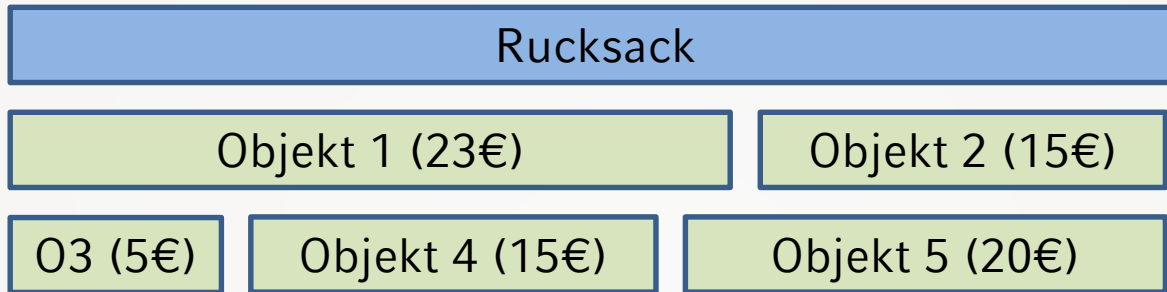 Rucksack
Objekt 1 (23€) Objekt 2 (15€)
O3 (5€) Objekt 4 (15€) Objekt 5 (20€)